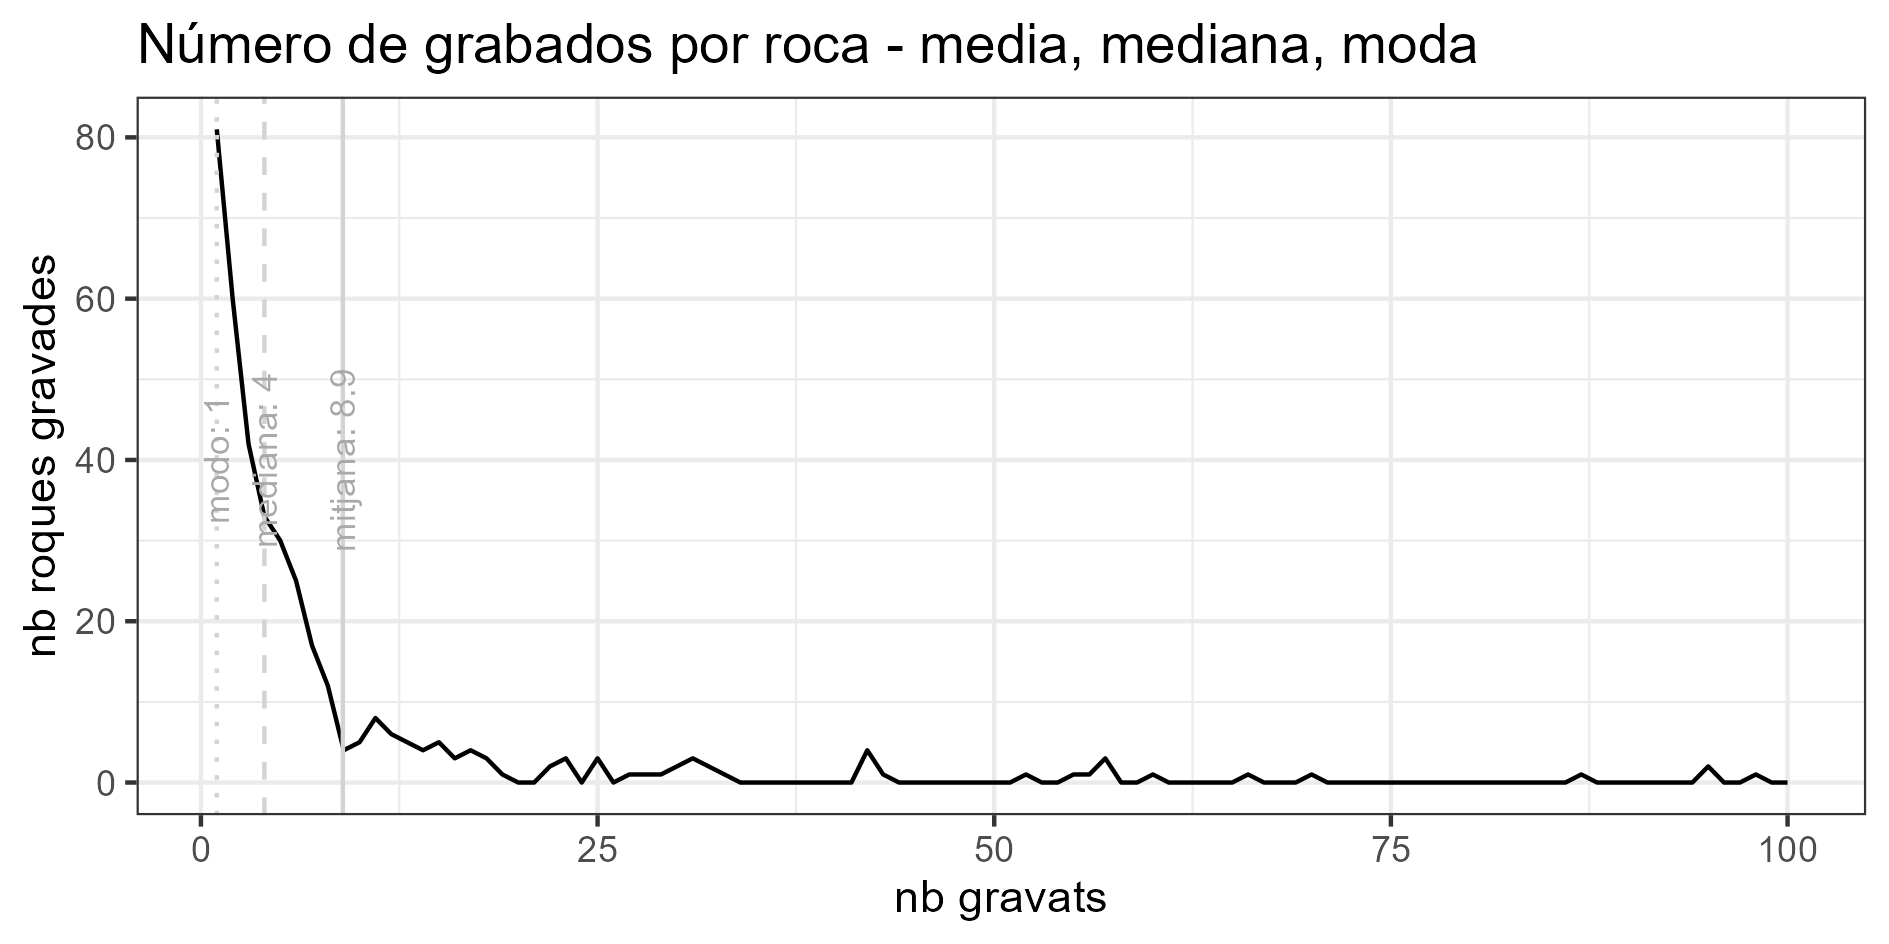 Número de grabados por roca - media, mediana, moda
nb roques gravades
80
60
40
20
0
modo: 1
mediana: 4
mitjana: 8.9
0
25
50
75
100
nb gravats